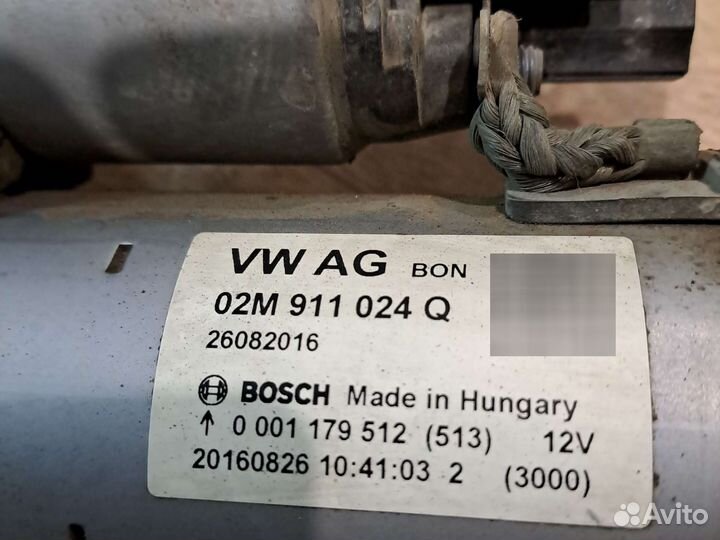 VW AG BON
02M 911 024 Q
26082016
BOSCH Made in Hungary
↑ 0 001 179 512 (513) 12V
20160826 10:41:03 2 (3000)
Avito